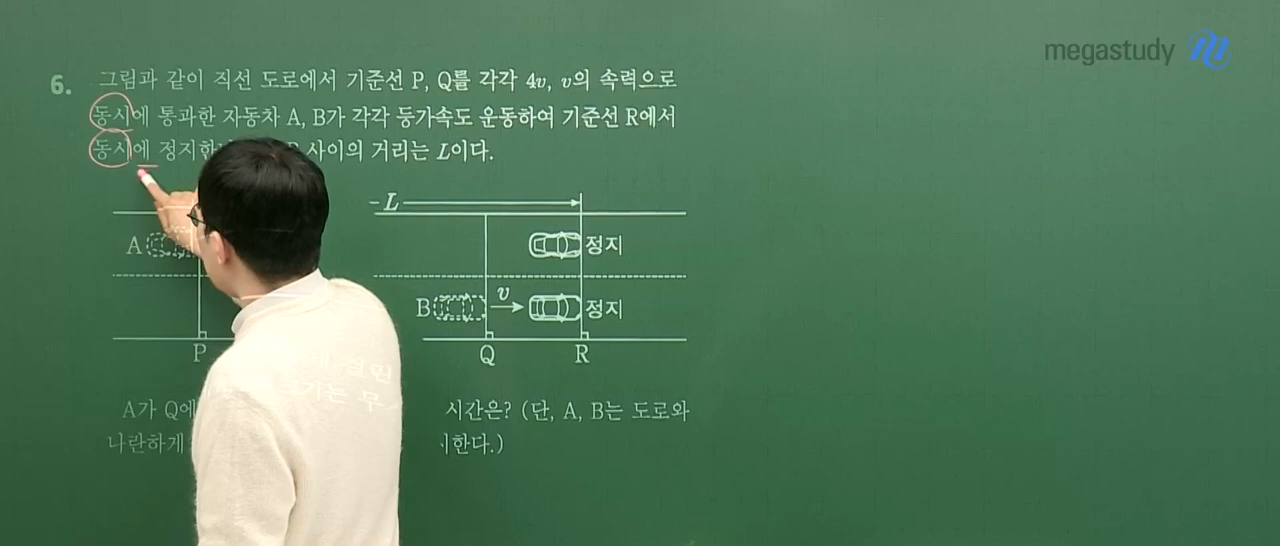 megastudy
6. 그림과 같이 직선 도로에서 기준선 P, Q를 각각 4v, v의 속력으로
동시에 통과한 자동차 A, B가 각각 등가속도 운동하여 기준선 R에서
동시에 정지한 사이의 거리는 L이다.
L
A 정지
B v 정지
P Q R
A가 Q에 시간은? (단, A, B는 도로와
나란하게 한다.)